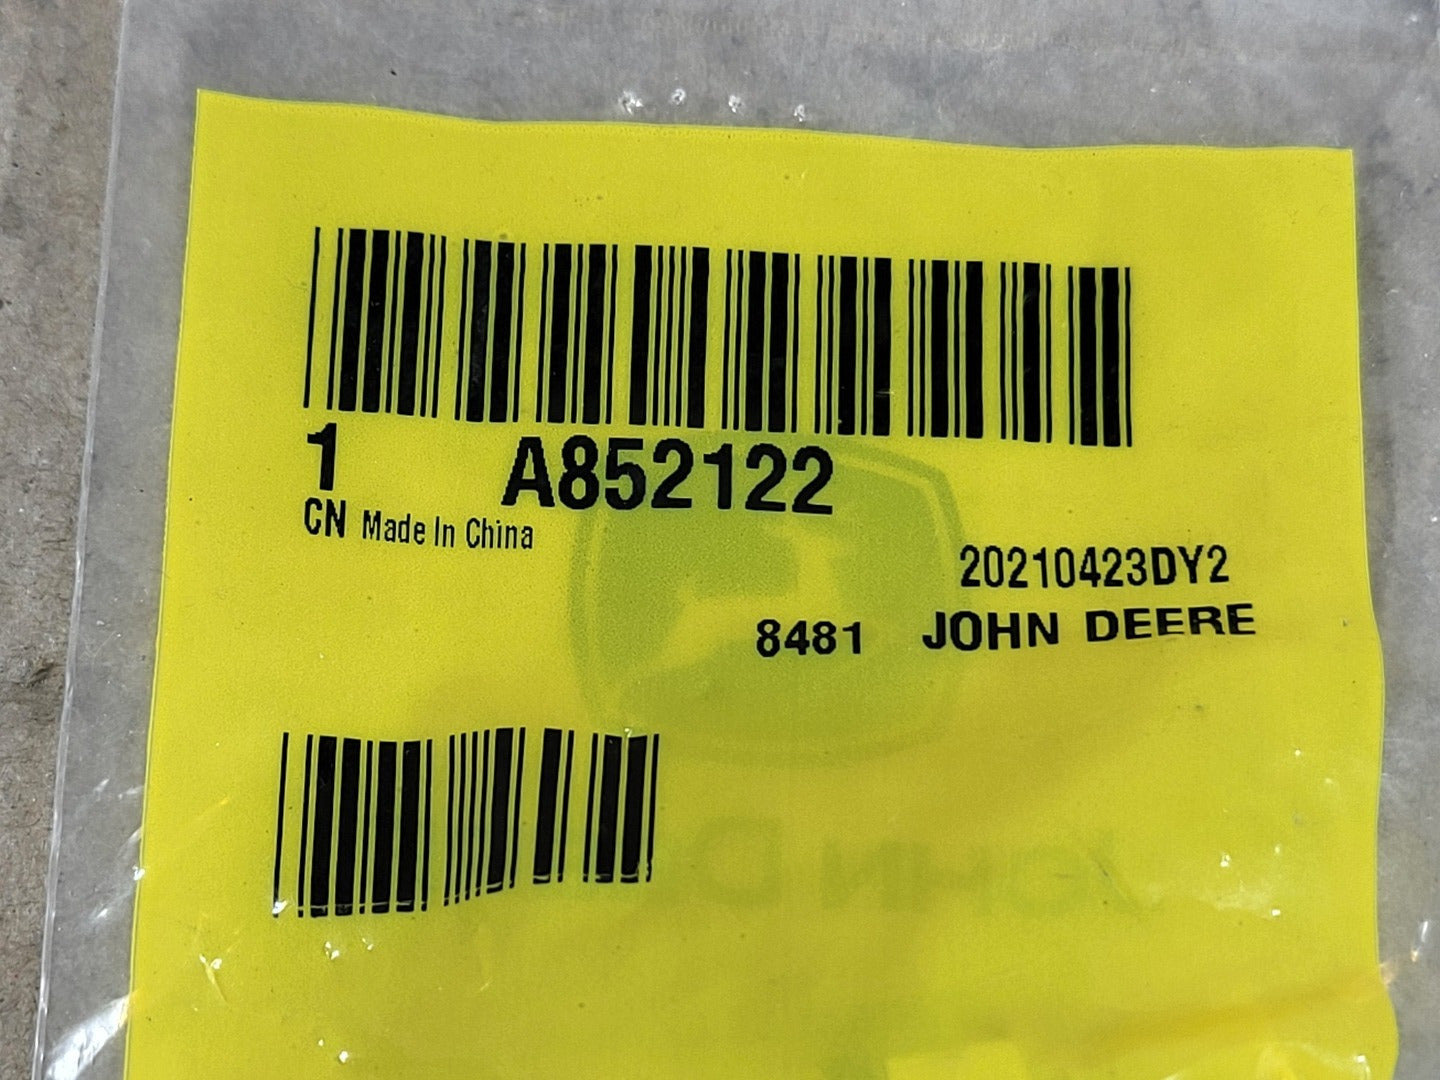 1 A852122
CN Made In China
20210423DY2
8481 JOHN DEERE